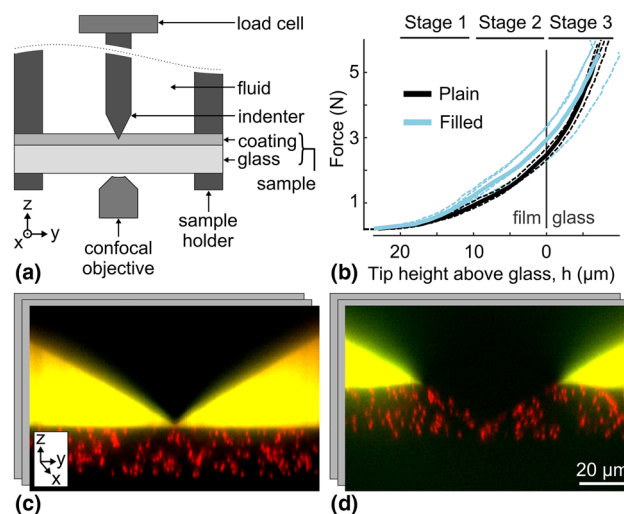 load cell
fluid
indenter
coating
glass
sample
z
x
y
confocal
objective
sample
holder
(a)
Stage 1 Stage 2 Stage 3
Force (N)
5
3
1
Plain
Filled
film glass
20 10 0
Tip height above glass, h (µm)
(b)
z
y
x
(c)
20 µm
(d)